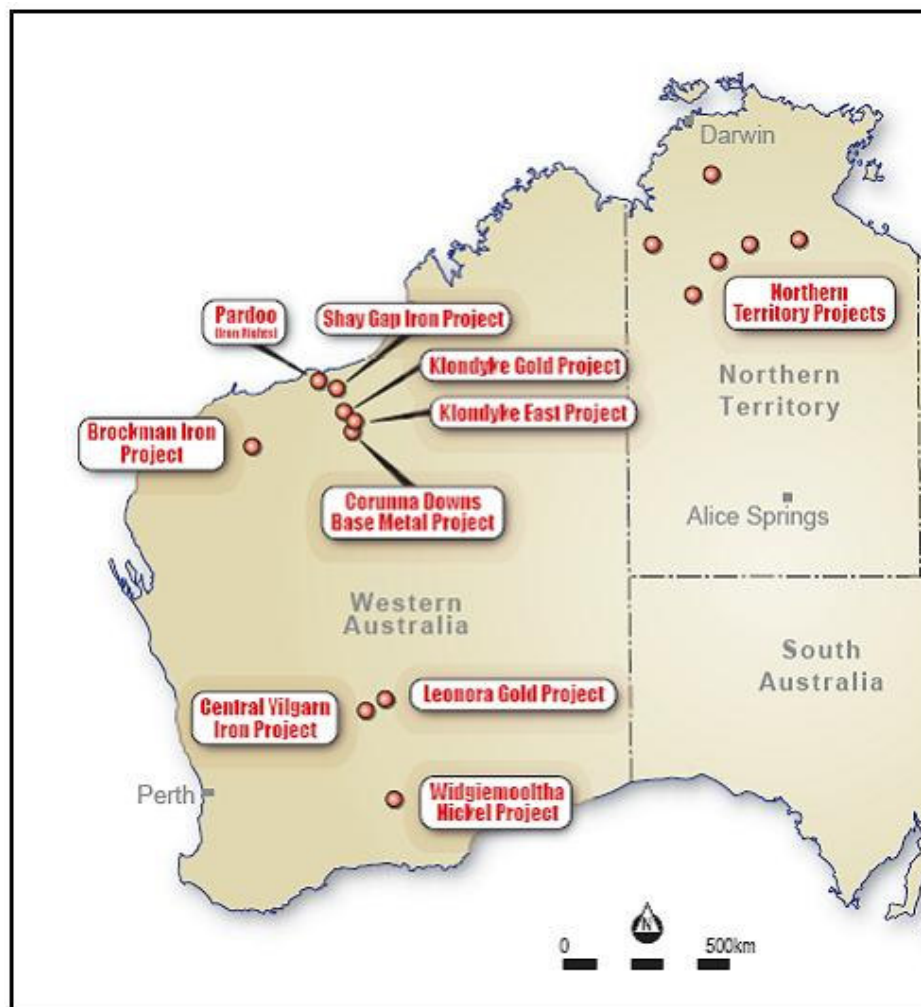 Darwin
Northern
Territory Projects
Pardoo
(Iron Rights)
Shay Gap Iron Project
Klondyke Gold Project
Northern
Territory
Klondyke East Project
Brockman Iron
Project
Corunna Downs
Base Metal Project
Alice Springs
Western
Australia
South
Australia
Central Yilgarn
Iron Project
Leonora Gold Project
Perth
Widgiemooltha
Nickel Project
N
0 500km